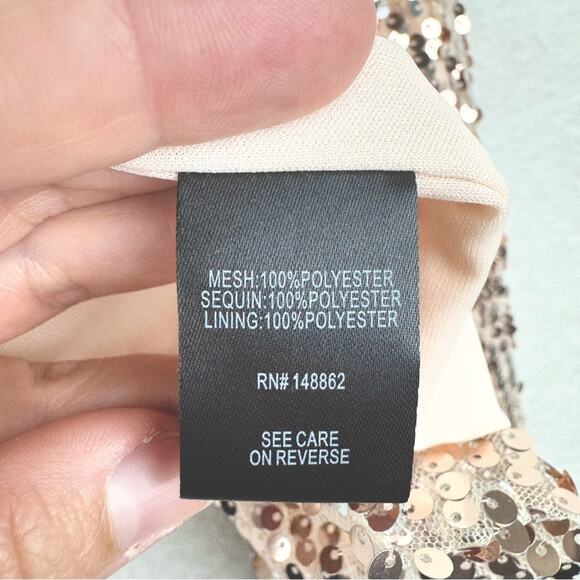 MESH:100%POLYESTER
SEQUIN:100%POLYESTER
LINING:100%POLYESTER
RN# 148862
SEE CARE
ON REVERSE